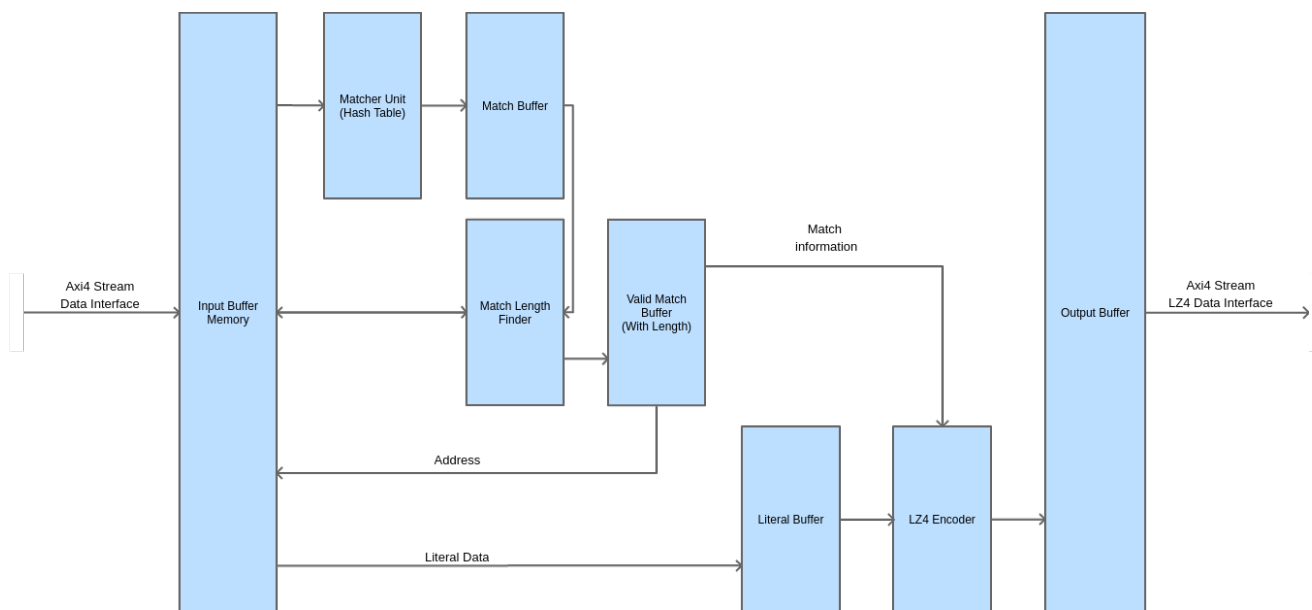 Matcher Unit
(Hash Table)
Match Buffer
Match
information
Axi4 Stream
Data Interface
Input Buffer
Memory
Match Length
Finder
Valid Match
Buffer
(With Length)
Output Buffer
Axi4 Stream
LZ4 Data Interface
Address
Literal Buffer
LZ4 Encoder
Literal Data